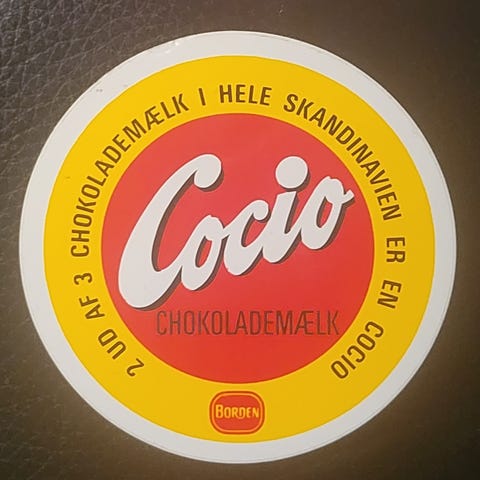 2 UD AF 3 CHOKOLADEMÆLK I HELE SKANDINAVIEN ER EN COCIO
Cocio
CHOKOLADEMÆLK
BORDEN